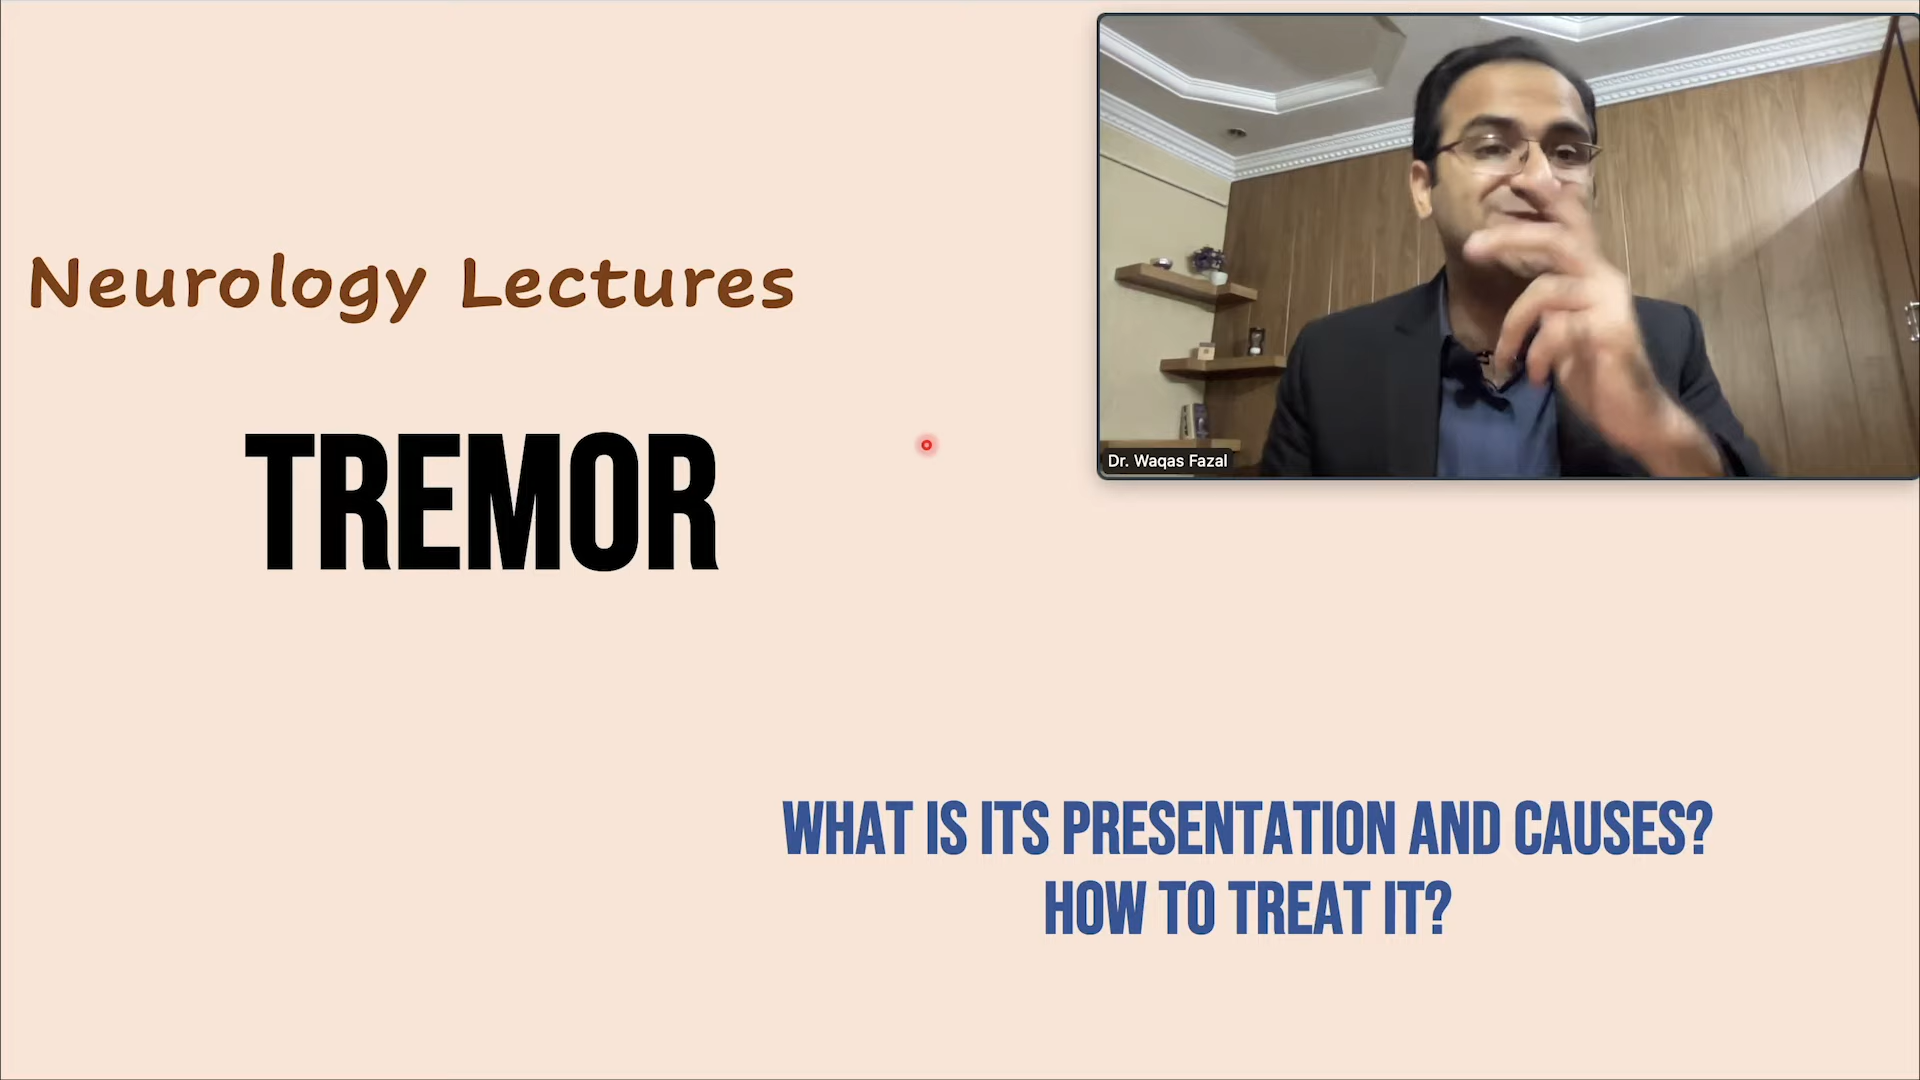 Neurology Lectures
TREMOR
Dr. Waqas Fazal
WHAT IS ITS PRESENTATION AND CAUSES?
HOW TO TREAT IT?